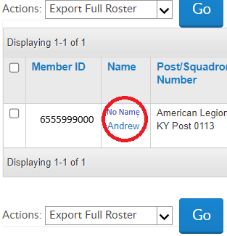 Actions: Export Full Roster Go
Displaying 1-1 of 1
Member ID Name Post/Squadron
Number
6555999000 No Name American Legion
Andrew KY Post 0113
Displaying 1-1 of 1
Actions: Export Full Roster Go